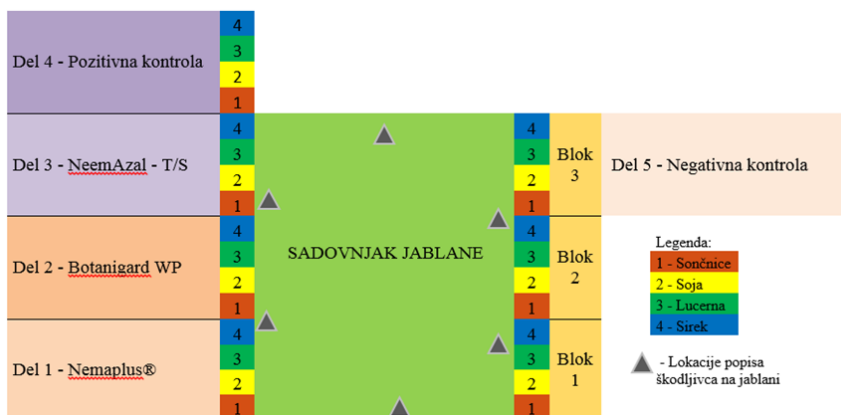 4
Del 4 - Pozitivna kontrola
3
2
1
4
Del 3 - NeemAzal - T/S
3
2
1
4
Del 2 - Botanigard WP
3
2
1
4
Del 1 - Nemaplus®
3
2
1
SADOVNJAK JABLANE
4
3
2
1
Blok
3
4
3
2
1
Blok
2
4
3
2
1
Blok
1
Del 5 - Negativna kontrola
Legenda:
1 - Sončnice
2 - Soja
3 - Lucerna
4 - Sirek
- Lokacije popisa
škodljivca na jablani